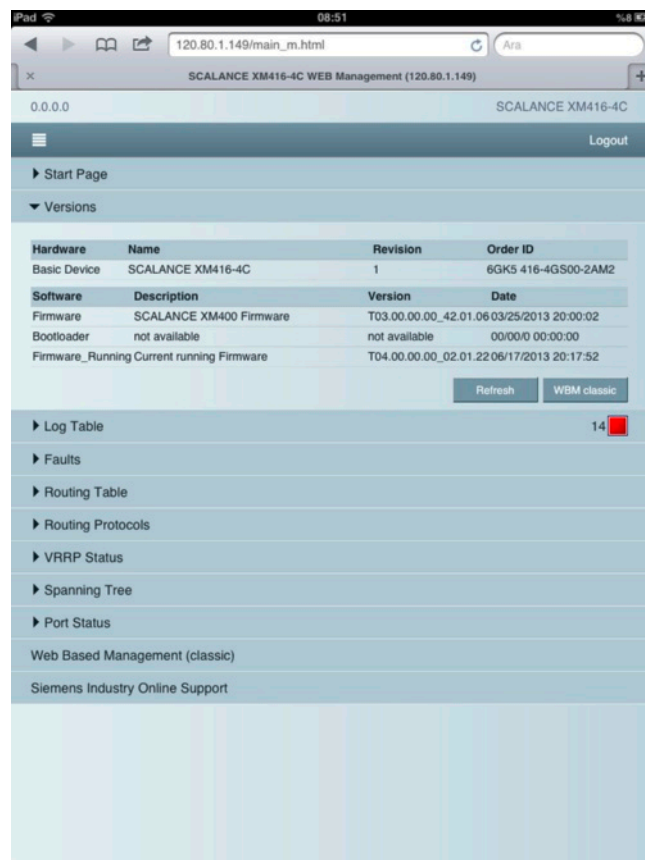 iPad 08:51 %8
120.80.1.149/main_m.html Ara
× SCALANCE XM416-4C WEB Management (120.80.1.149) +
0.0.0.0 SCALANCE XM416-4C
Logout
Start Page
Versions
Hardware Name Revision Order ID
Basic Device SCALANCE XM416-4C 1 6GK5 416-4GS00-2AM2
Software Description Version Date
Firmware SCALANCE XM400 Firmware T03.00.00.00_42.01.06 03/25/2013 20:00:02
Bootloader not available not available 00/00/0 00:00:00
Firmware_Running Current running Firmware T04.00.00.00_02.01.22 06/17/2013 20:17:52
Refresh WBM classic
Log Table 14
Faults
Routing Table
Routing Protocols
VRRP Status
Spanning Tree
Port Status
Web Based Management (classic)
Siemens Industry Online Support